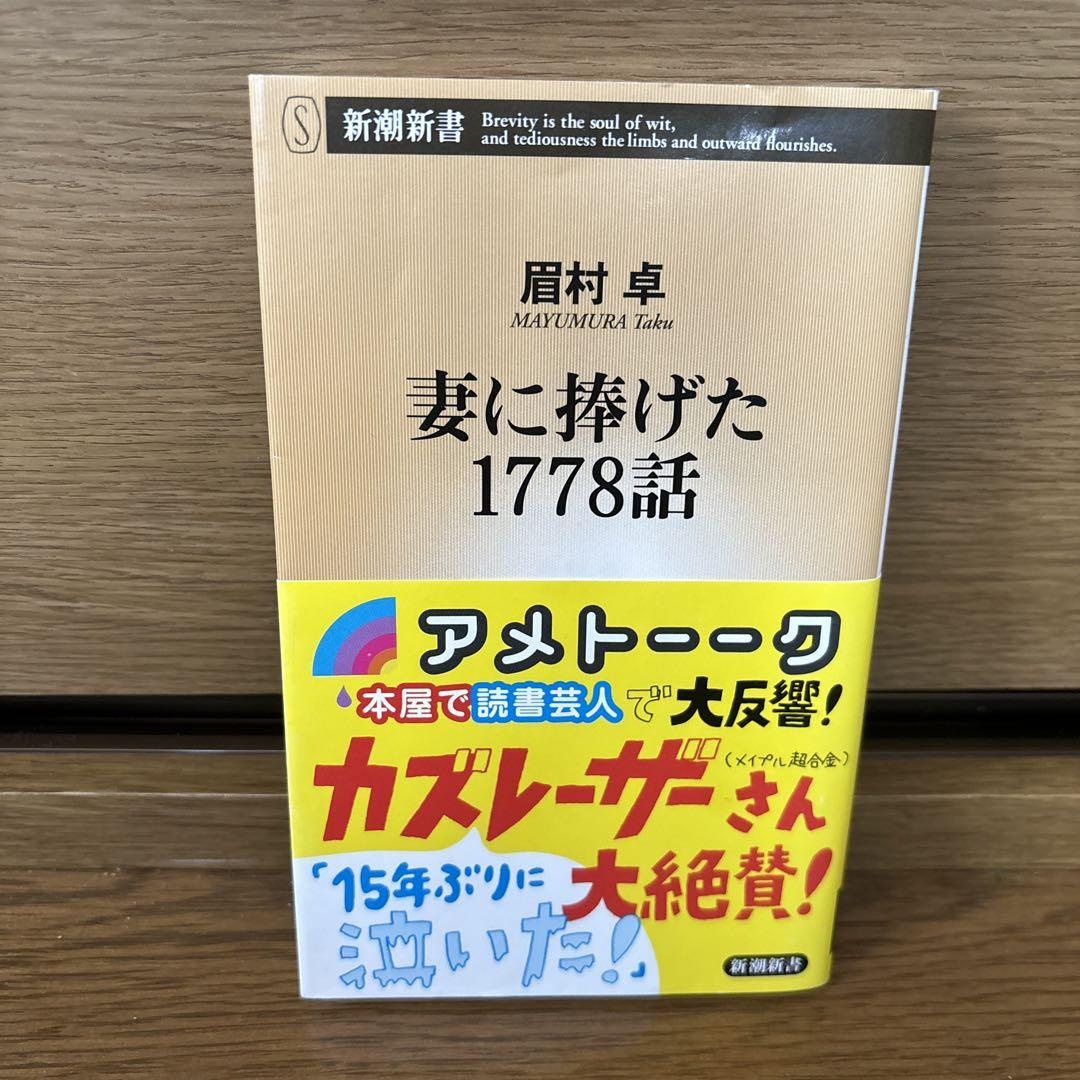 S 新潮新書
Brevity is the soul of wit,
and tediousness the limbs and outward flourishes.
眉村 卓
MAYUMURA Taku
妻に捧げた
1778話
アメトーーク
本屋で読書芸人で大反響!
カズレーザー(メイプル超合金)さん
大絶賛!
「15年ぶりに
泣いた!」
新潮新書